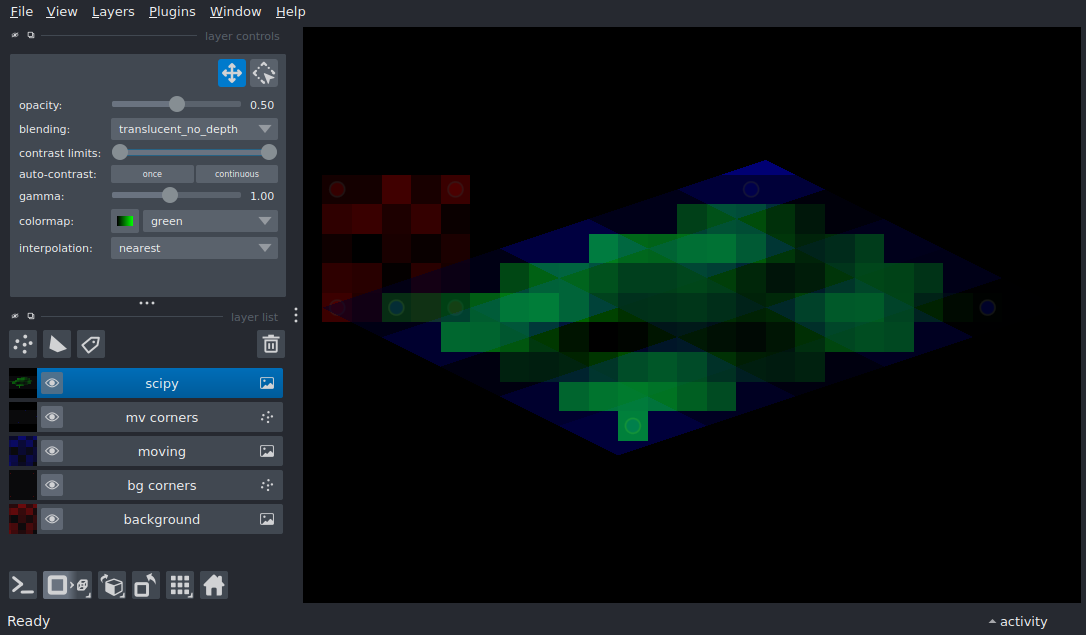 File View Layers Plugins Window Help
layer controls
opacity: 0.50
blending: translucent_no_depth
contrast limits:
auto-contrast: once continuous
gamma: 1.00
colormap: green
interpolation: nearest
layer list
scipy
mv corners
moving
bg corners
background
Ready
activity